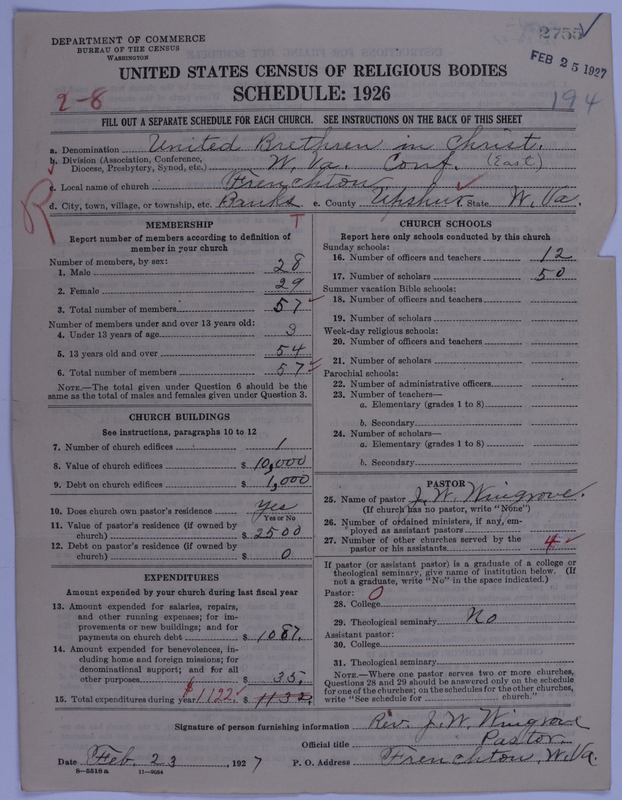 DEPARTMENT OF COMMERCE
BUREAU OF THE CENSUS
WASHINGTON
2755
FEB 25 1927
UNITED STATES CENSUS OF RELIGIOUS BODIES
SCHEDULE: 1926
2-8
194
FILL OUT A SEPARATE SCHEDULE FOR EACH CHURCH. SEE INSTRUCTIONS ON THE BACK OF THIS SHEET
a. Denomination United Brethren in Christ.
b. Division (Association, Conference, Diocese, Presbytery, Synod, etc.) W. Va. Conf. (East)
c. Local name of church Frenchton
d. City, town, village, or township, etc. Banks e. County Upshur State W. Va.
R
T
MEMBERSHIP
Report number of members according to definition of
member in your church
Number of members, by sex:
1. Male 28
2. Female 29
3. Total number of members 57
Number of members under and over 13 years old:
4. Under 13 years of age 3
5. 13 years old and over 54
6. Total number of members 57
NOTE.—The total given under Question 6 should be
same as the total of males and females given under Question 3.
CHURCH BUILDINGS
See instructions, paragraphs 10 to 12
7. Number of church edifices 1
8. Value of church edifices $ 10,000
9. Debt on church edifices $ 1,000
10. Does church own pastor's residence yes
Yes or No
11. Value of pastor's residence (if owned by
church) $ 2500
12. Debt on pastor's residence (if owned by
church) $ 0
EXPENDITURES
Amount expended by your church during last fiscal year
13. Amount expended for salaries, repairs,
and other running expenses; for im-
provements or new buildings; and for
payments on church debt $ 1087.
14. Amount expended for benevolences, in-
cluding home and foreign missions; for
denominational support; and for all
other purposes $ 35.
15. Total expenditures during year $1122. $ 1132.
CHURCH SCHOOLS
Report here only schools conducted by this church
Sunday schools:
16. Number of officers and teachers 12
17. Number of scholars 50
Summer vacation Bible schools:
18. Number of officers and teachers
19. Number of scholars
Week-day religious schools:
20. Number of officers and teachers
21. Number of scholars
Parochial schools:
22. Number of administrative officers
23. Number of teachers—
a. Elementary (grades 1 to 8)
b. Secondary
24. Number of scholars—
a. Elementary (grades 1 to 8)
b. Secondary
PASTOR
25. Name of pastor J. W. Wingrove.
(If church has no pastor, write "None")
26. Number of ordained ministers, if any, em-
ployed as assistant pastors
27. Number of other churches served by the
pastor or his assistants 4
If pastor (or assistant pastor) is a graduate of a college or
theological seminary, give name of institution below. (If
not a graduate, write "No" in the space indicated.)
Pastor: 0
28. College
29. Theological seminary No
Assistant pastor:
30. College
31. Theological seminary
NOTE.—Where one pastor serves two or more churches,
Questions 28 and 29 should be answered only on the schedule
for one of the churches; on the schedules for the other churches,
write "See schedule for church."
Signature of person furnishing information Rev. J. W. Wingrove
Official title Pastor
Date Feb. 23, 1927 P. O. Address Frenchton, W. Va.
8-5518a 11-9054